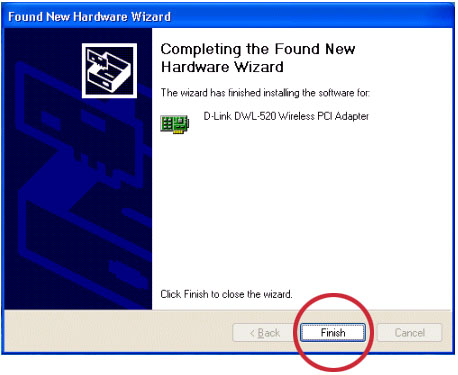 Found New Hardware Wizard
Completing the Found New
Hardware Wizard
The wizard has finished installing the software for:
D-Link DWL-520 Wireless PCI Adapter
Click Finish to close the wizard.
< Back
Finish
Cancel